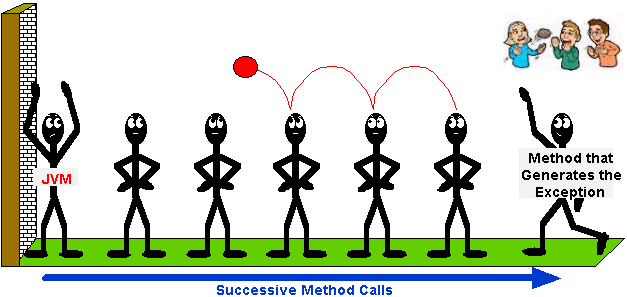 JVM
Method that
Generates the
Exception
Successive Method Calls